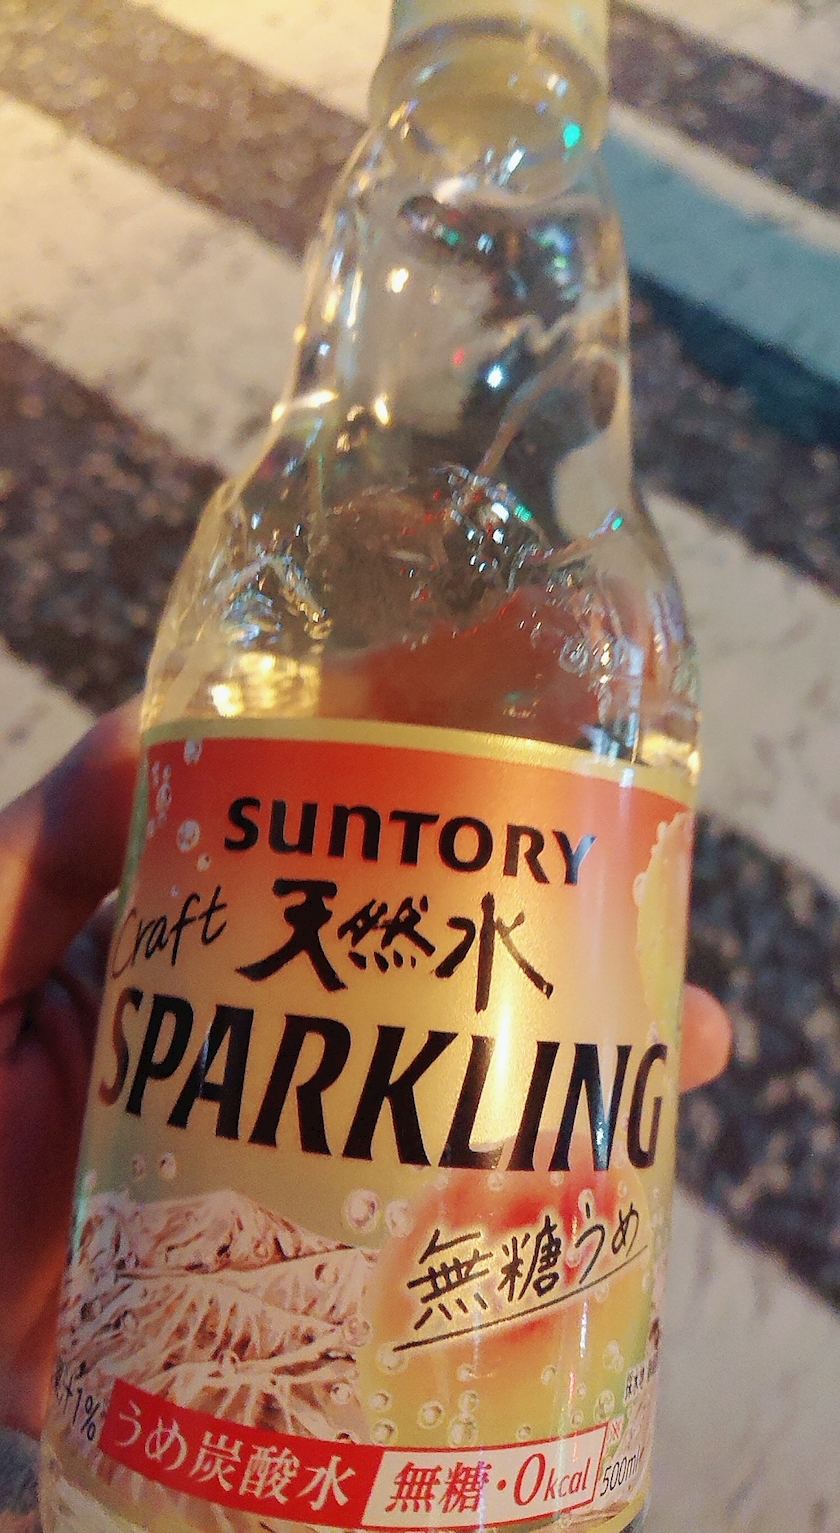 SUNTORY
Craft 天然水
SPARKLING
無糖うめ
1%
うめ炭酸水 無糖・0kcal
500ml